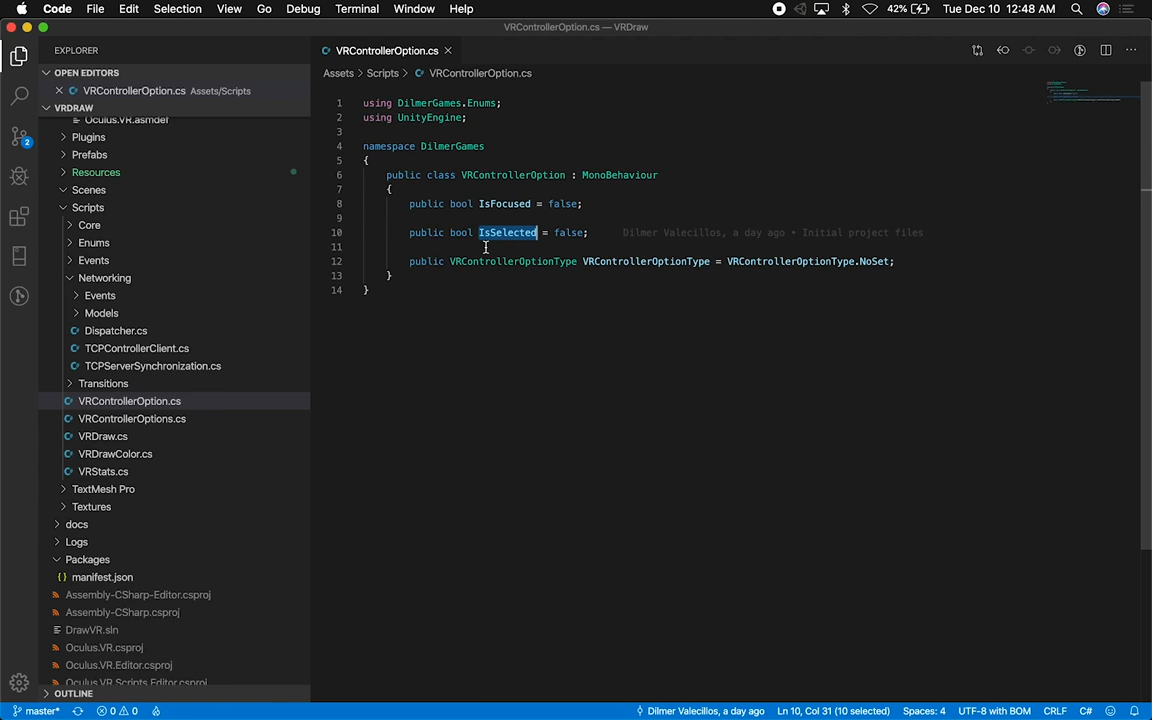 Code File Edit Selection View Go Debug Terminal Window Help 42% Tue Dec 10 12:48 AM
VRControllerOption.cs — VRDraw
EXPLORER
OPEN EDITORS
VRControllerOption.cs Assets/Scripts
VRDRAW
Oculus.VR.asmdef
Plugins
Prefabs
Resources
Scenes
Scripts
Core
Enums
Events
Networking
Events
Models
Dispatcher.cs
TCPControllerClient.cs
TCPServerSynchronization.cs
Transitions
VRControllerOption.cs
VRControllerOptions.cs
VRDraw.cs
VRDrawColor.cs
VRStats.cs
TextMesh Pro
Textures
docs
Logs
Packages
{} manifest.json
Assembly-CSharp-Editor.csproj
Assembly-CSharp.csproj
DrawVR.sln
Oculus.VR.csproj
Oculus.VR.Editor.csproj
Oculus.VR.Scripts.Editor.csproj
OUTLINE
2
VRControllerOption.cs
Assets > Scripts > VRControllerOption.cs
1 using DilmerGames.Enums;
2 using UnityEngine;
3
4 namespace DilmerGames
5 {
6 public class VRControllerOption : MonoBehaviour
7 {
8 public bool IsFocused = false;
9
10 public bool IsSelected = false; Dilmer Valecillos, a day ago • Initial project files
11
12 public VRControllerOptionType VRControllerOptionType = VRControllerOptionType.NoSet;
13 }
14 }
master* 0 0 Dilmer Valecillos, a day ago Ln 10, Col 31 (10 selected) Spaces: 4 UTF-8 with BOM CRLF C#